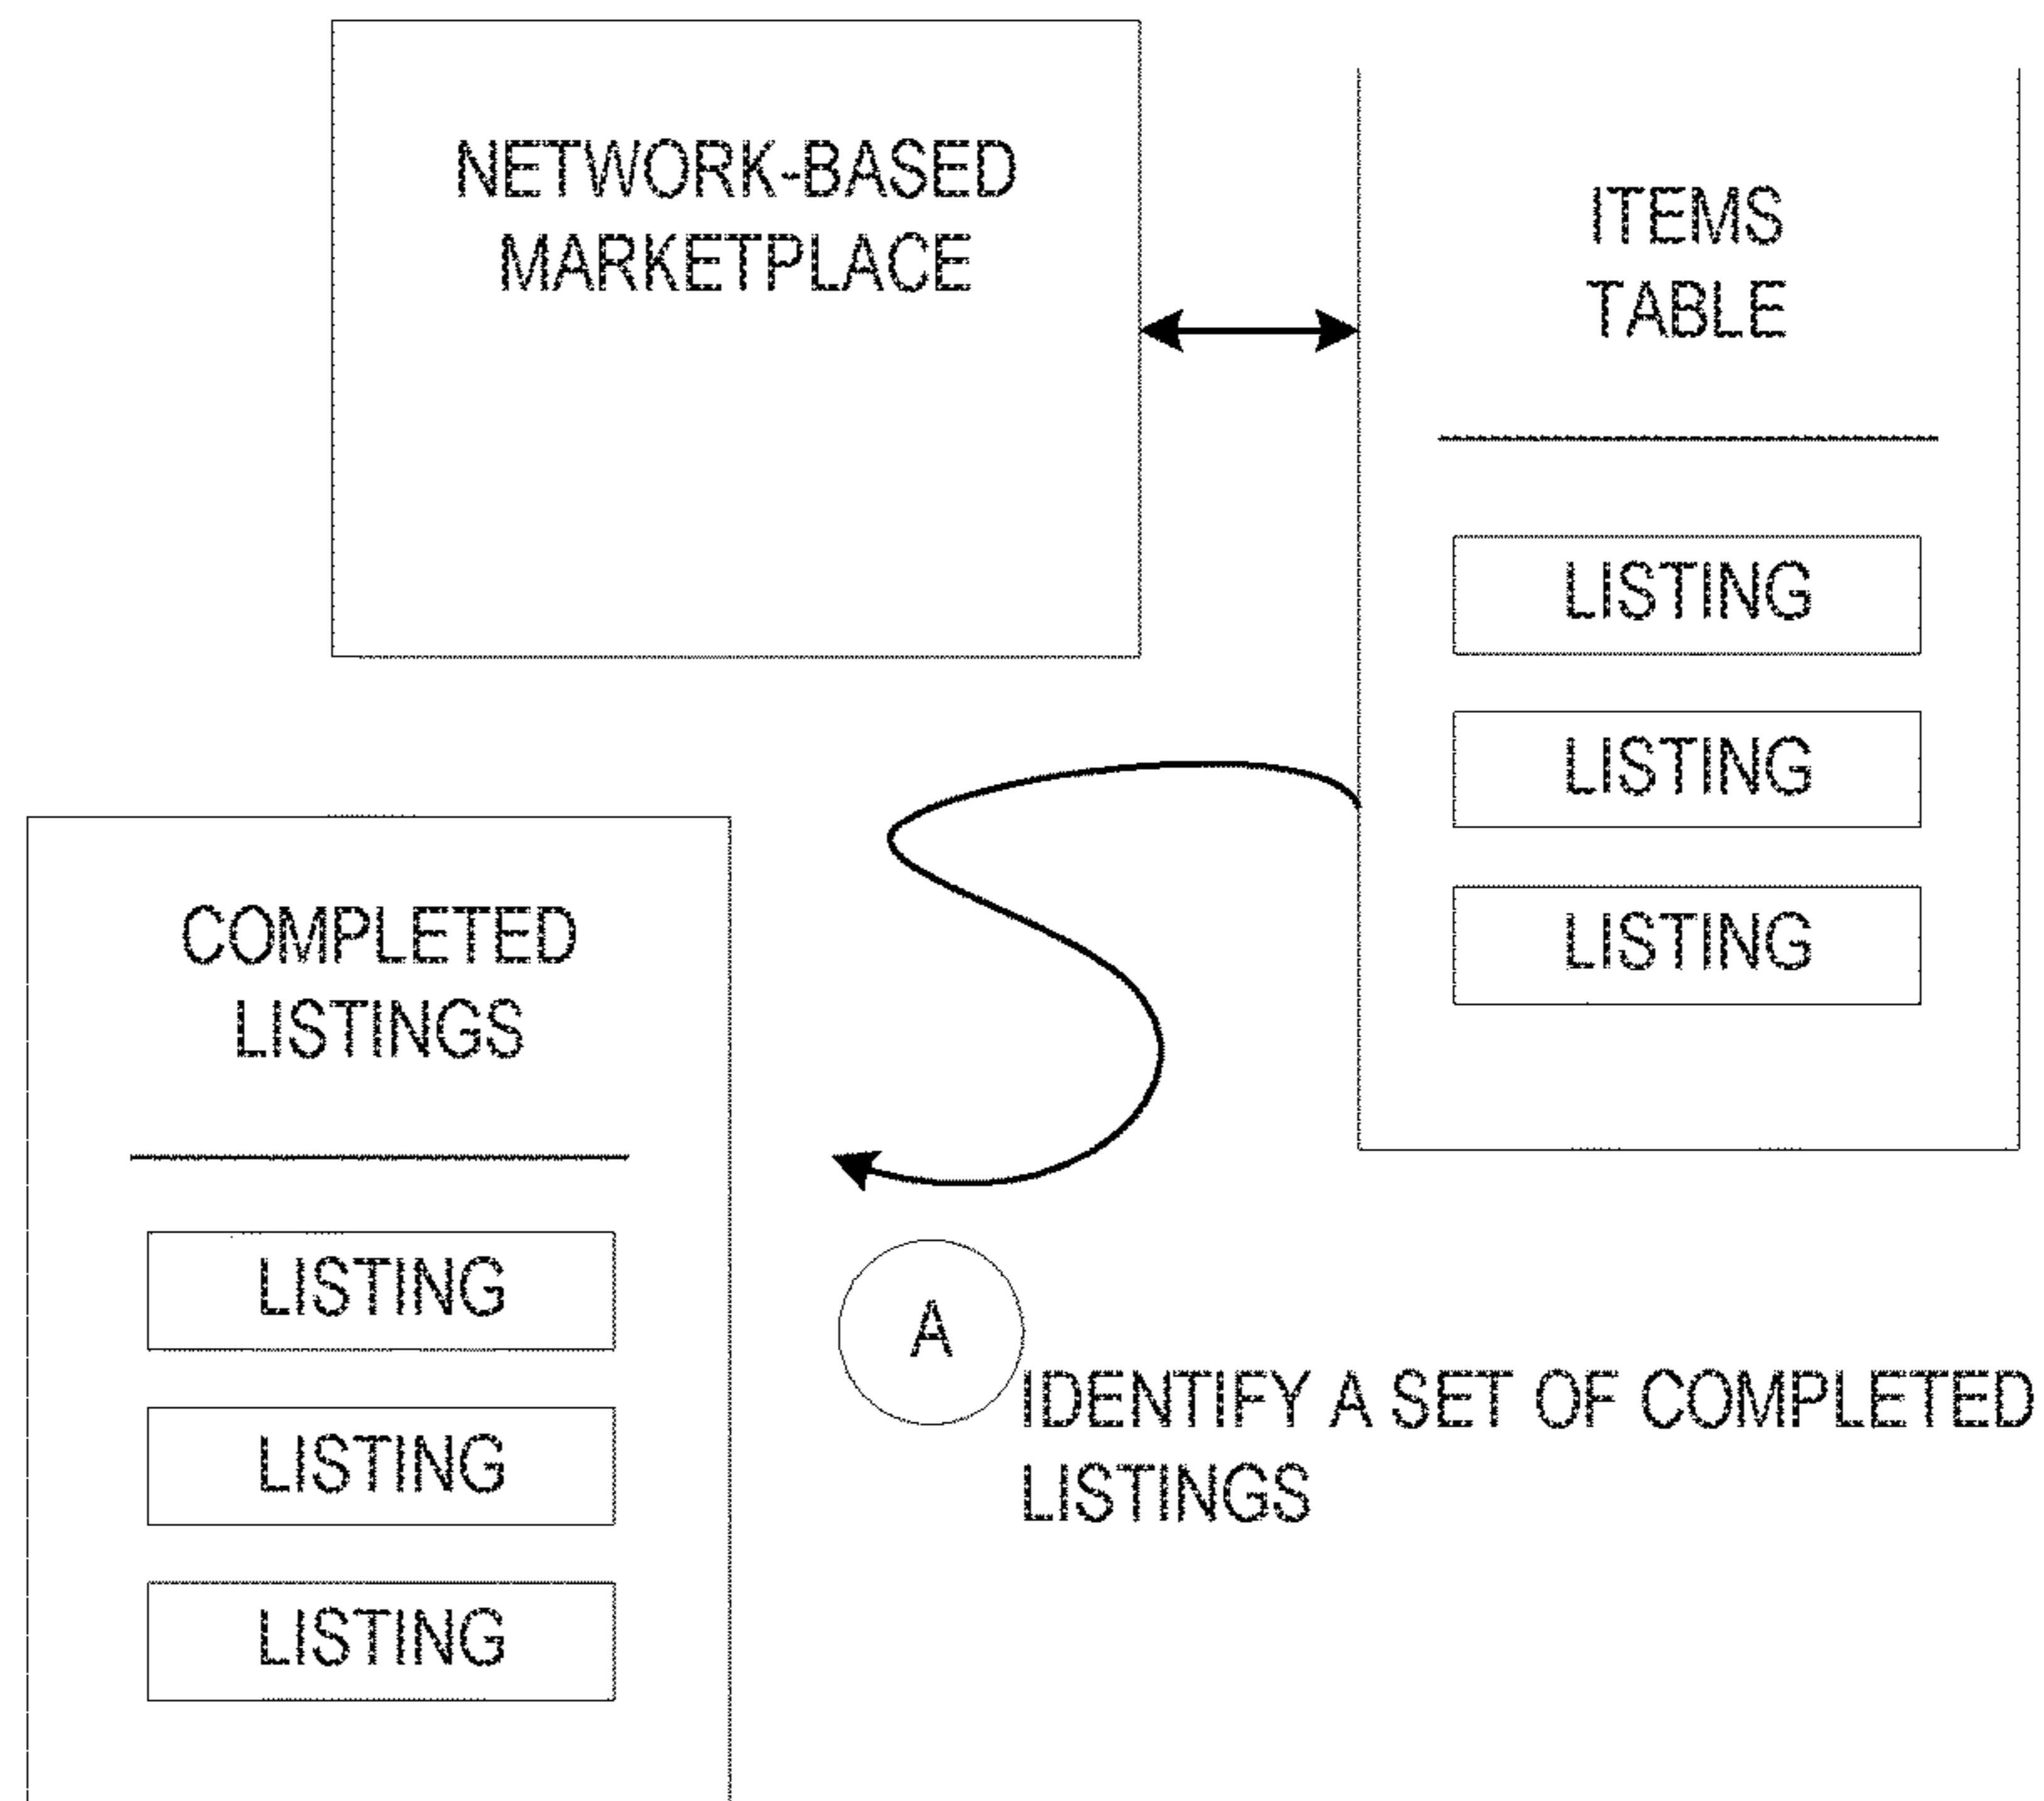 NETWORK-BASED
MARKETPLACE
ITEMS
TABLE
LISTING
LISTING
LISTING
COMPLETED
LISTINGS
LISTING
LISTING
LISTING
A
IDENTIFY A SET OF COMPLETED
LISTINGS